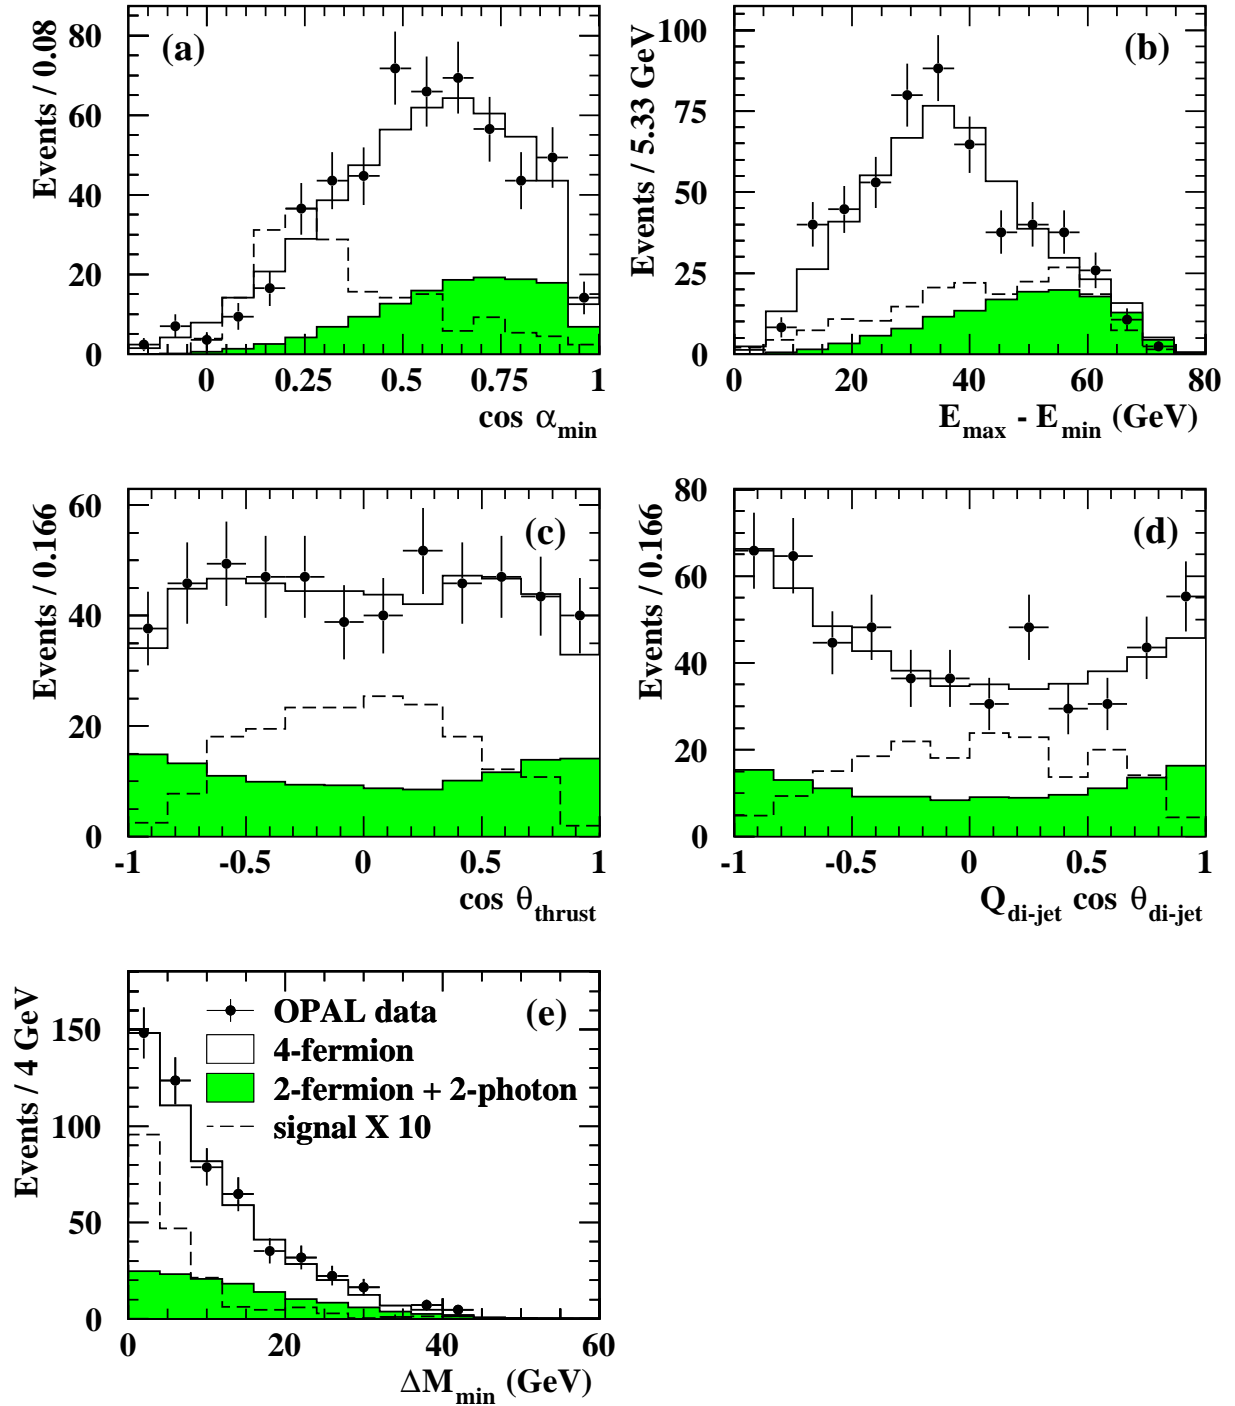 (a)
Events / 0.08
80
60
40
20
0
0 0.25 0.5 0.75 1
cos α_min
(b)
Events / 5.33 GeV
100
75
50
25
0
0 20 40 60 80
E_max - E_min (GeV)
(c)
Events / 0.166
60
40
20
0
-1 -0.5 0 0.5 1
cos θ_thrust
(d)
Events / 0.166
80
60
40
20
0
-1 -0.5 0 0.5 1
Q_di-jet cos θ_di-jet
(e)
Events / 4 GeV
150
100
50
0
OPAL data
4-fermion
2-fermion + 2-photon
signal X 10
0 20 40 60
ΔM_min (GeV)